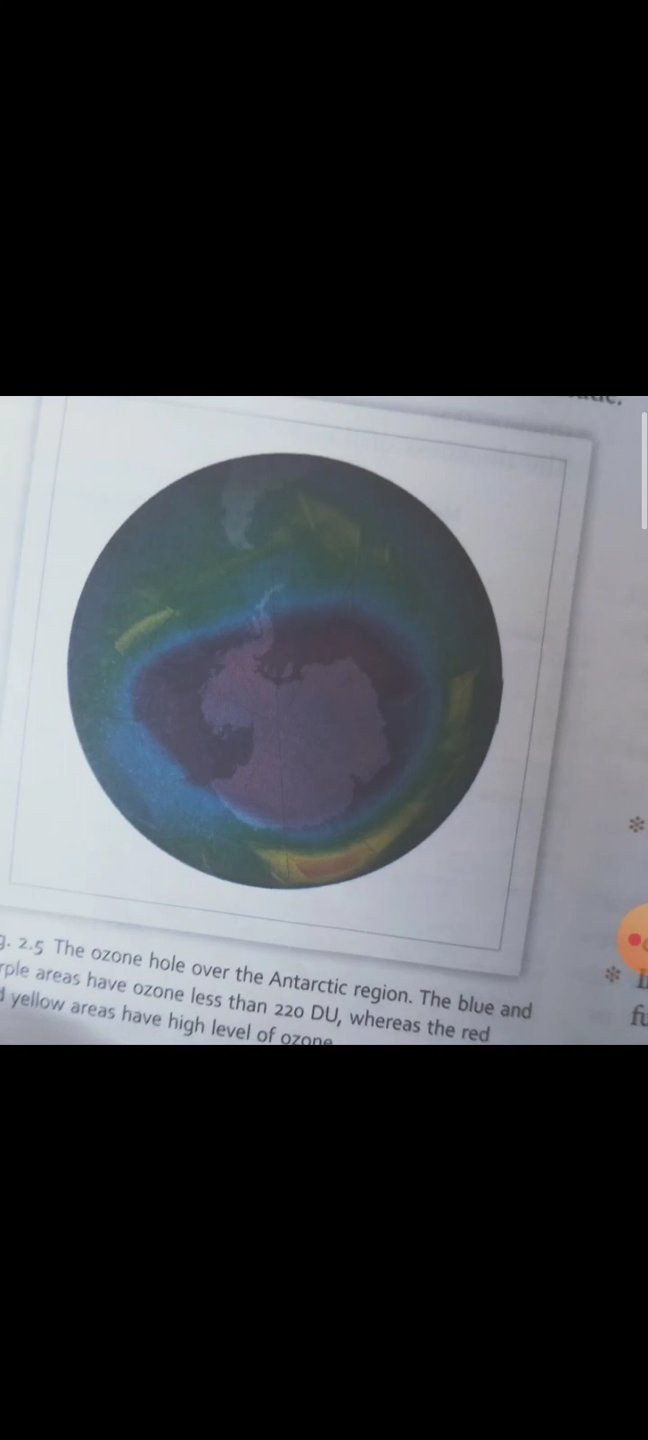 g. 2.5 The ozone hole over the Antarctic region. The blue and
rple areas have ozone less than 220 DU, whereas the red
d yellow areas have high level of ozone
fu